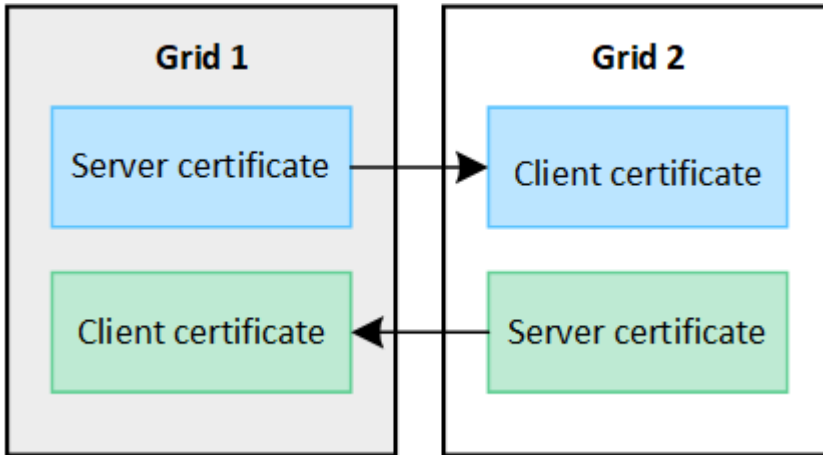 Grid 1
Server certificate
Client certificate
Grid 2
Client certificate
Server certificate